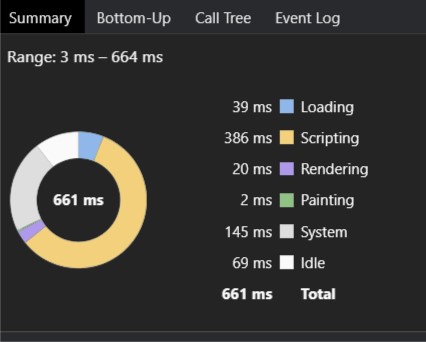 Summary Bottom-Up Call Tree Event Log
Range: 3 ms – 664 ms
39 ms Loading
386 ms Scripting
20 ms Rendering
661 ms
2 ms Painting
145 ms System
69 ms Idle
661 ms Total